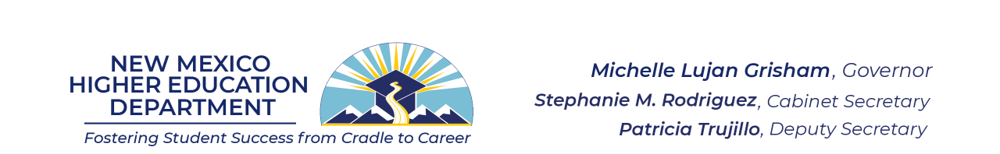 NEW MEXICO
HIGHER EDUCATION
DEPARTMENT
Fostering Student Success from Cradle to Career
Michelle Lujan Grisham, Governor
Stephanie M. Rodriguez, Cabinet Secretary
Patricia Trujillo, Deputy Secretary